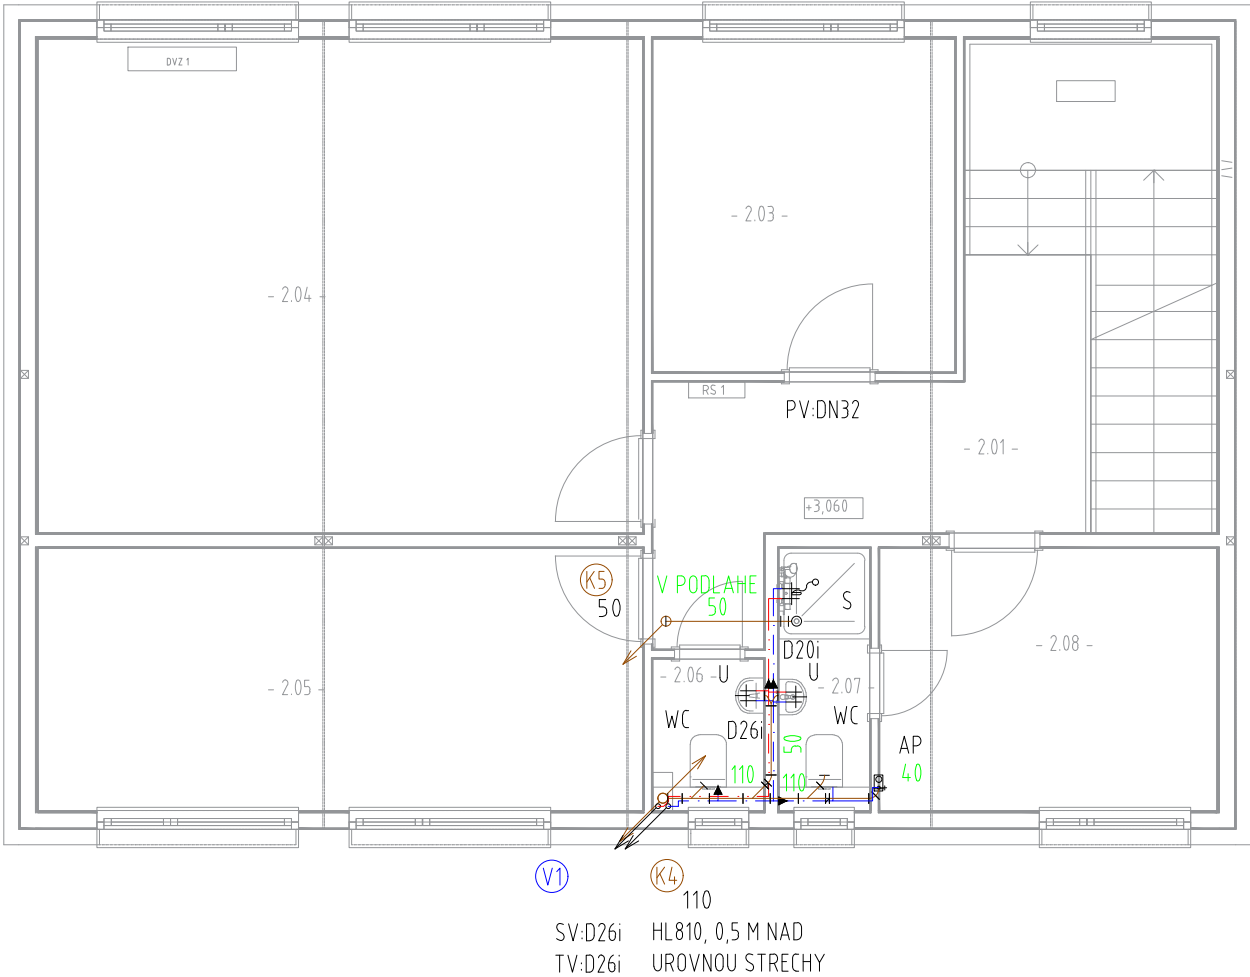 DVZ 1
- 2.03 -
- 2.04 -
RS 1
PV:DN32
- 2.01 -
+3,060
K5
50
V PODLAHE
50
S
D20i
- 2.08 -
- 2.05 -
- 2.06 -
U
U
- 2.07 -
WC
D26i
WC
50
AP
110
110
40
V1
K4
110
SV:D26i
HL810, 0,5 M NAD
TV:D26i
UROVNOU STRECHY